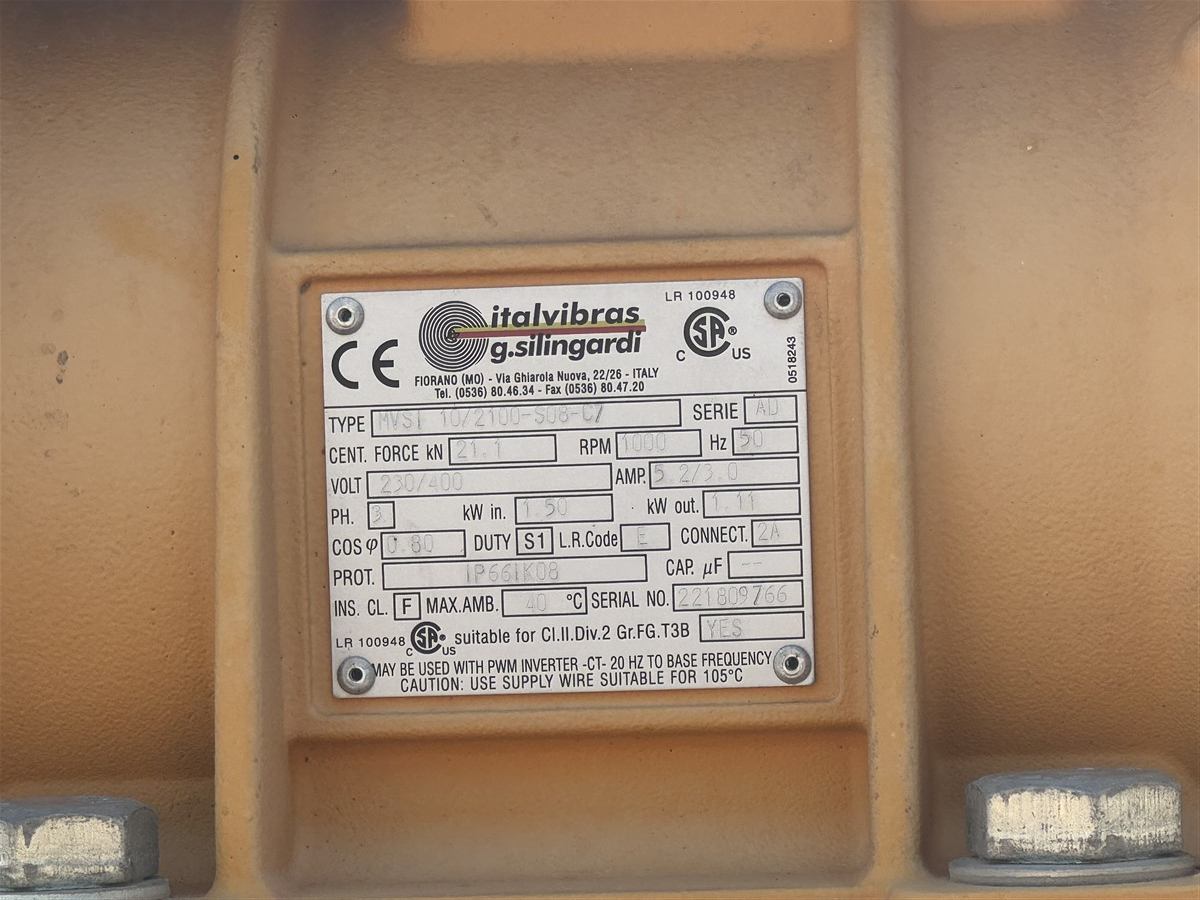 italvibras
g.silingardi
LR 100948
CSA ®
C US
0518243
CE
FIORANO (MO) - Via Ghiarola Nuova, 22/26 - ITALY
Tel. (0536) 80.46.34 - Fax (0536) 80.47.20
TYPE MVSI 10/2100-S08-C/ SERIE AD
CENT. FORCE kN 21.1 RPM 1000 Hz 50
VOLT 230/400 AMP. 5.2/3.0
PH. 3 kW in. 1.50 kW out. 1.11
COS φ 0.80 DUTY S1 L.R.Code E CONNECT. 2A
PROT. IP66IK08 CAP. µF --
INS. CL. F MAX.AMB. 40 °C SERIAL NO. 221809766
LR 100948 C SA ® US suitable for Cl.II.Div.2 Gr.FG.T3B YES
MAY BE USED WITH PWM INVERTER -CT- 20 HZ TO BASE FREQUENCY
CAUTION: USE SUPPLY WIRE SUITABLE FOR 105°C